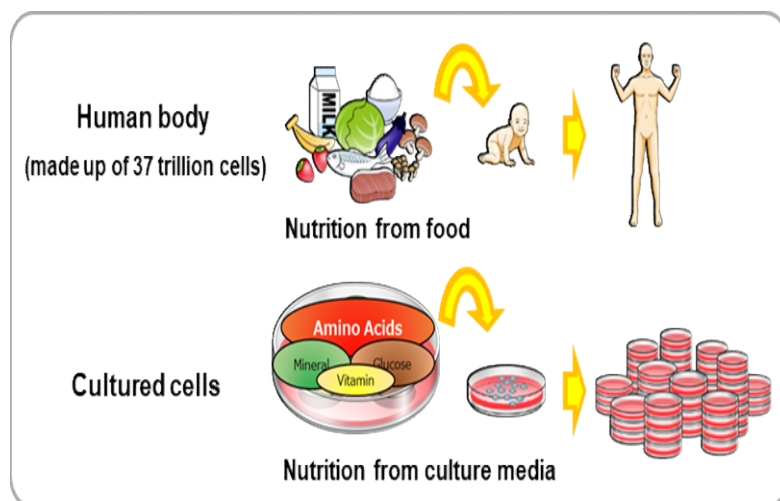 Human body
(made up of 37 trillion cells)
MILK
Nutrition from food
Amino Acids
Mineral
Glucose
Vitamin
Cultured cells
Nutrition from culture media